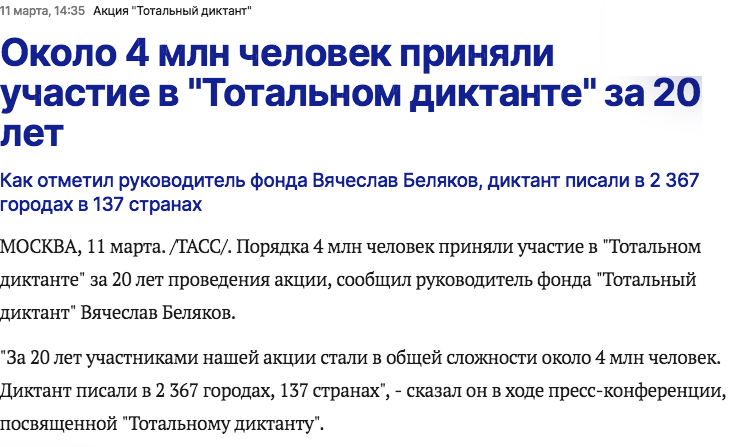 11 марта, 14:35 Акция "Тотальный диктант"
Около 4 млн человек приняли
участие в "Тотальном диктанте" за 20
лет
Как отметил руководитель фонда Вячеслав Беляков, диктант писали в 2 367
городах в 137 странах
МОСКВА, 11 марта. /ТАСС/. Порядка 4 млн человек приняли участие в "Тотальном
диктанте" за 20 лет проведения акции, сообщил руководитель фонда "Тотальный
диктант" Вячеслав Беляков.
"За 20 лет участниками нашей акции стали в общей сложности около 4 млн человек.
Диктант писали в 2 367 городах, 137 странах", - сказал он в ходе пресс-конференции,
посвященной "Тотальному диктанту".